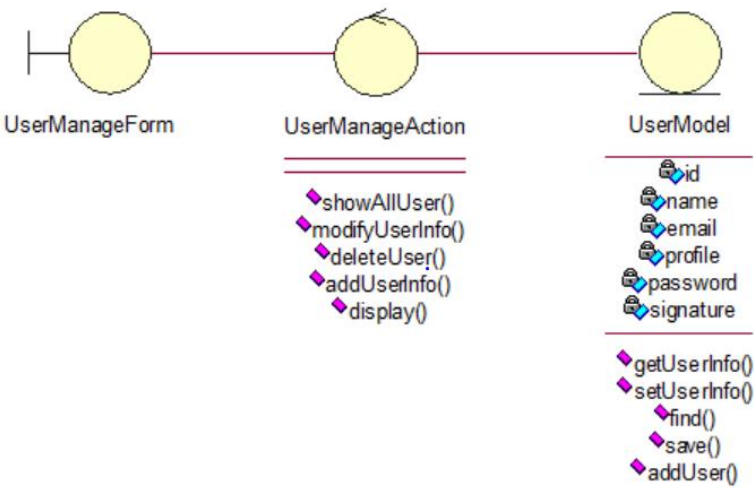 UserManageForm
UserManageAction
showAllUser()
modifyUserInfo()
deleteUser()
addUserInfo()
display()
UserModel
id
name
email
profile
password
signature
getUserInfo()
setUserInfo()
find()
save()
addUser()